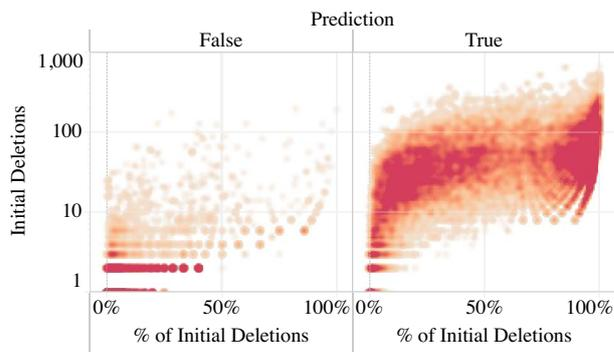 Prediction
False True
1,000
100
10
1
Initial Deletions
0% 50% 100% 0% 50% 100%
% of Initial Deletions % of Initial Deletions